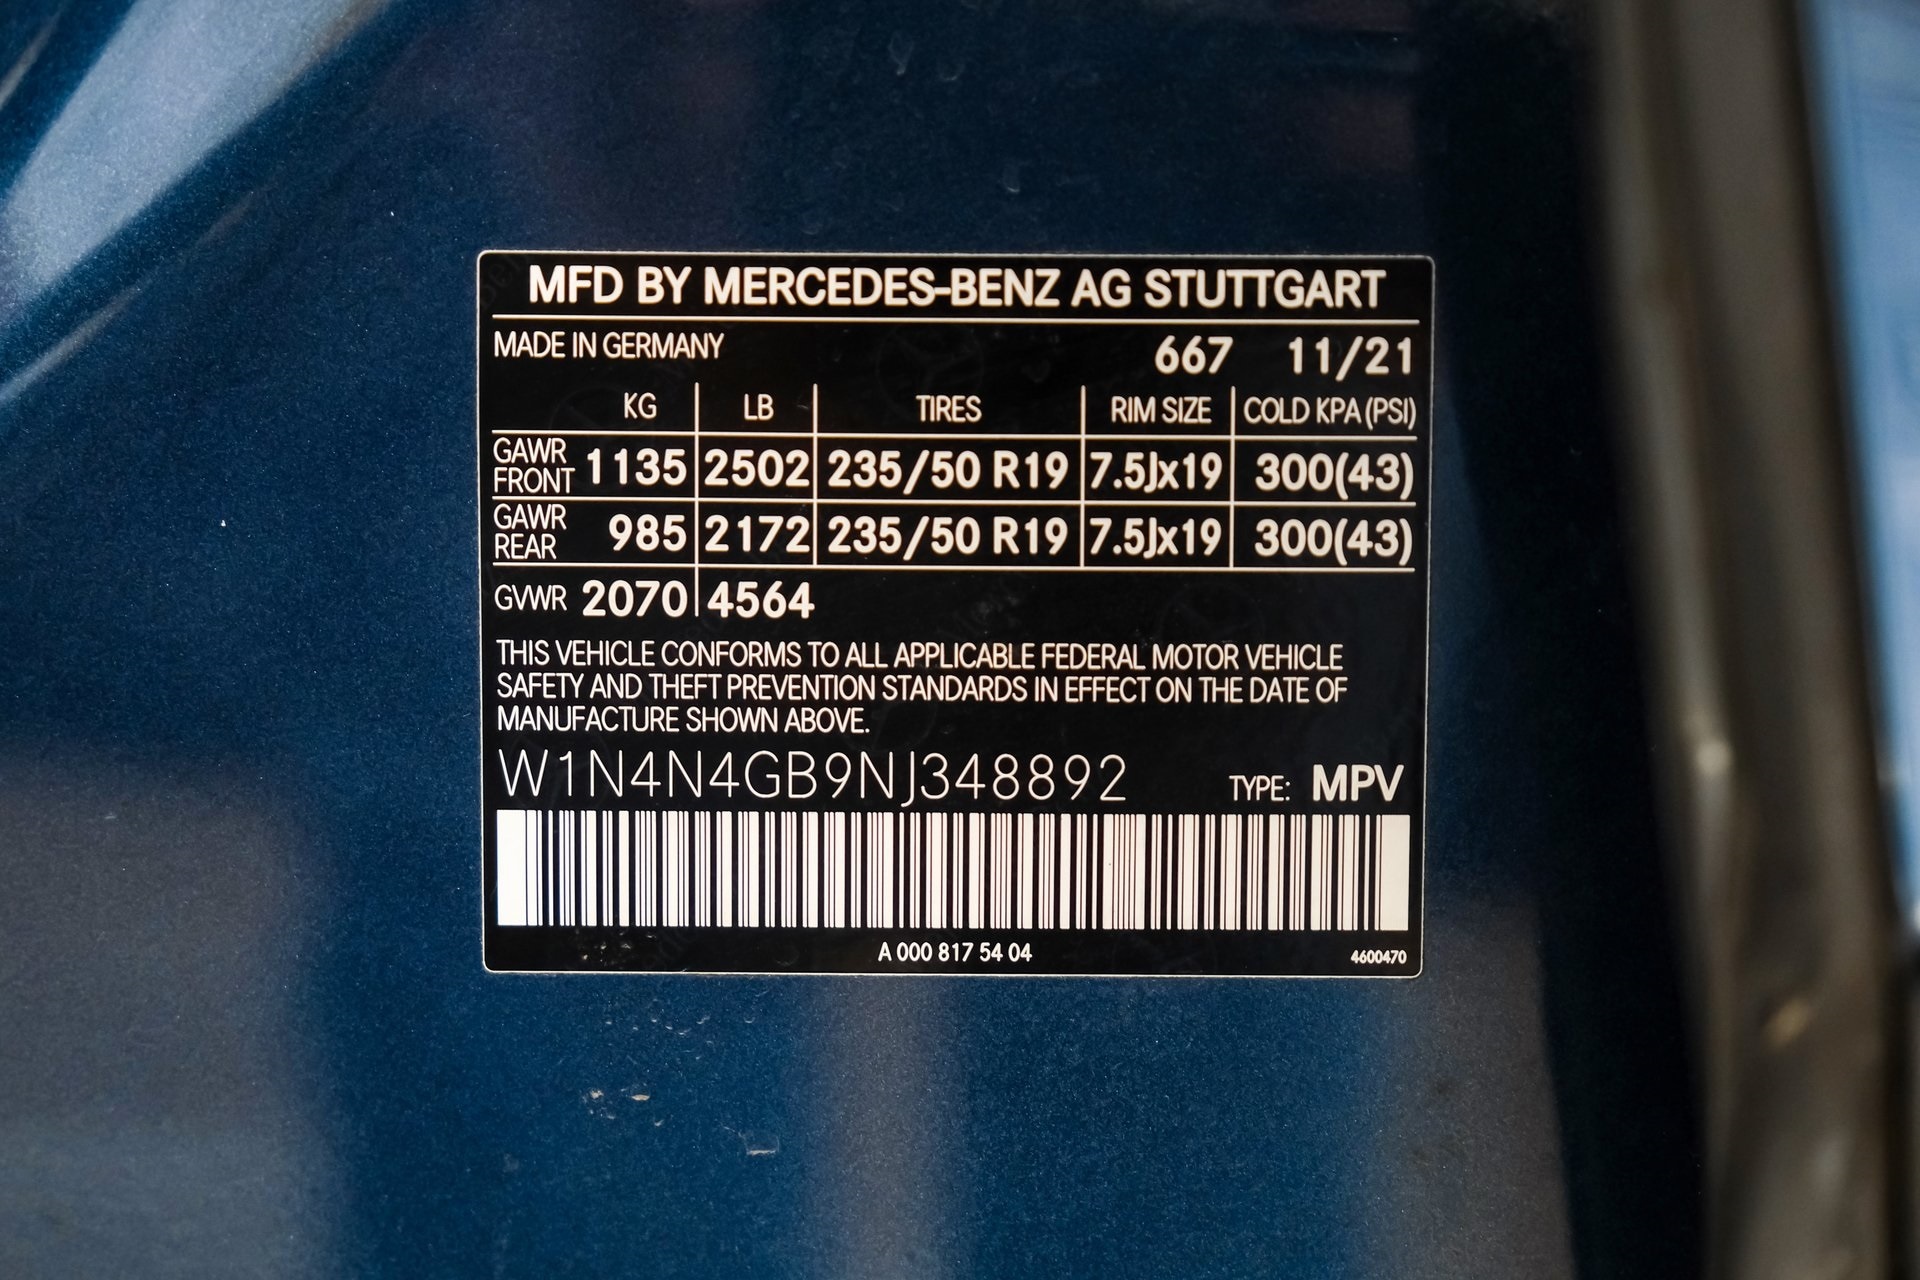 MFD BY MERCEDES-BENZ AG STUTTGART
MADE IN GERMANY 667 11/21
KG LB TIRES RIM SIZE COLD KPA (PSI)
GAWR FRONT 1135 2502 235/50 R19 7.5Jx19 300(43)
GAWR REAR 985 2172 235/50 R19 7.5Jx19 300(43)
GVWR 2070 4564
THIS VEHICLE CONFORMS TO ALL APPLICABLE FEDERAL MOTOR VEHICLE
SAFETY AND THEFT PREVENTION STANDARDS IN EFFECT ON THE DATE OF
MANUFACTURE SHOWN ABOVE.
W1N4N4GB9NJ348892 TYPE: MPV
A 000 817 54 04 4600470